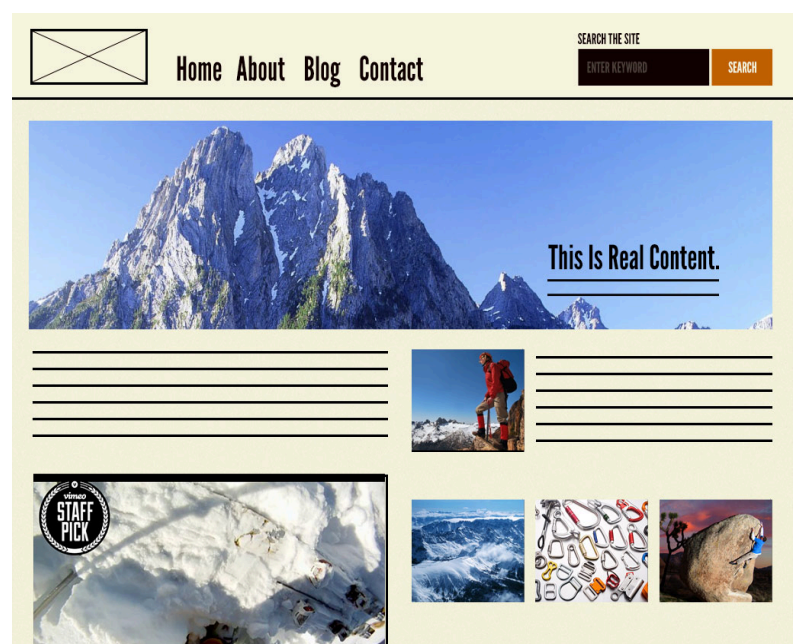 SEARCH THE SITE
Home About Blog Contact
ENTER KEYWORD
SEARCH
This Is Real Content.
vimeo
STAFF
PICK